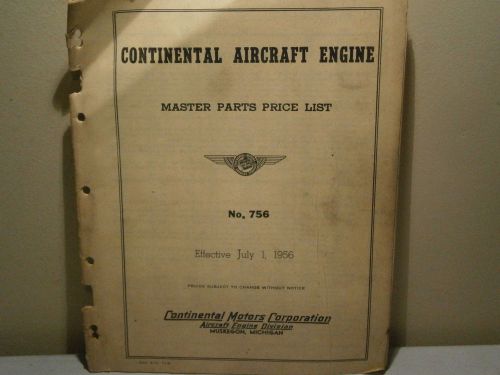 CONTINENTAL AIRCRAFT ENGINE
MASTER PARTS PRICE LIST
No. 756
Effective July 1, 1956
PRICES SUBJECT TO CHANGE WITHOUT NOTICE
Continental Motors Corporation
Aircraft Engine Division
MUSKEGON, MICHIGAN